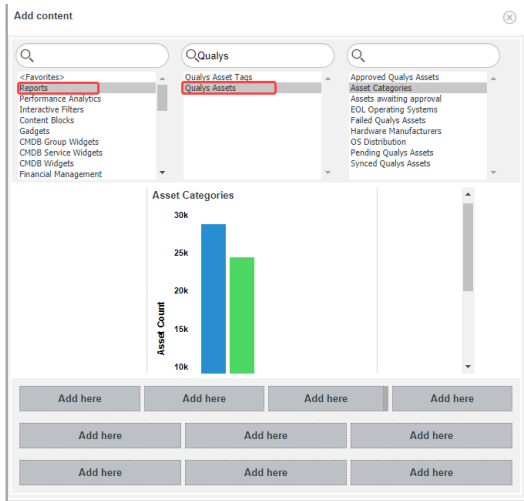 Add content
Qualys
<Favorites>
Reports
Performance Analytics
Interactive Filters
Content Blocks
Gadgets
CMDB Group Widgets
CMDB Service Widgets
CMDB Widgets
Financial Management
Qualys Asset Tags
Qualys Assets
Approved Qualys Assets
Asset Categories
Assets awaiting approval
EOL Operating Systems
Failed Qualys Assets
Hardware Manufacturers
OS Distribution
Pending Qualys Assets
Synced Qualys Assets
Asset Categories
30k
25k
20k
15k
10k
Asset Count
Add here
Add here
Add here
Add here
Add here
Add here
Add here
Add here
Add here
Add here